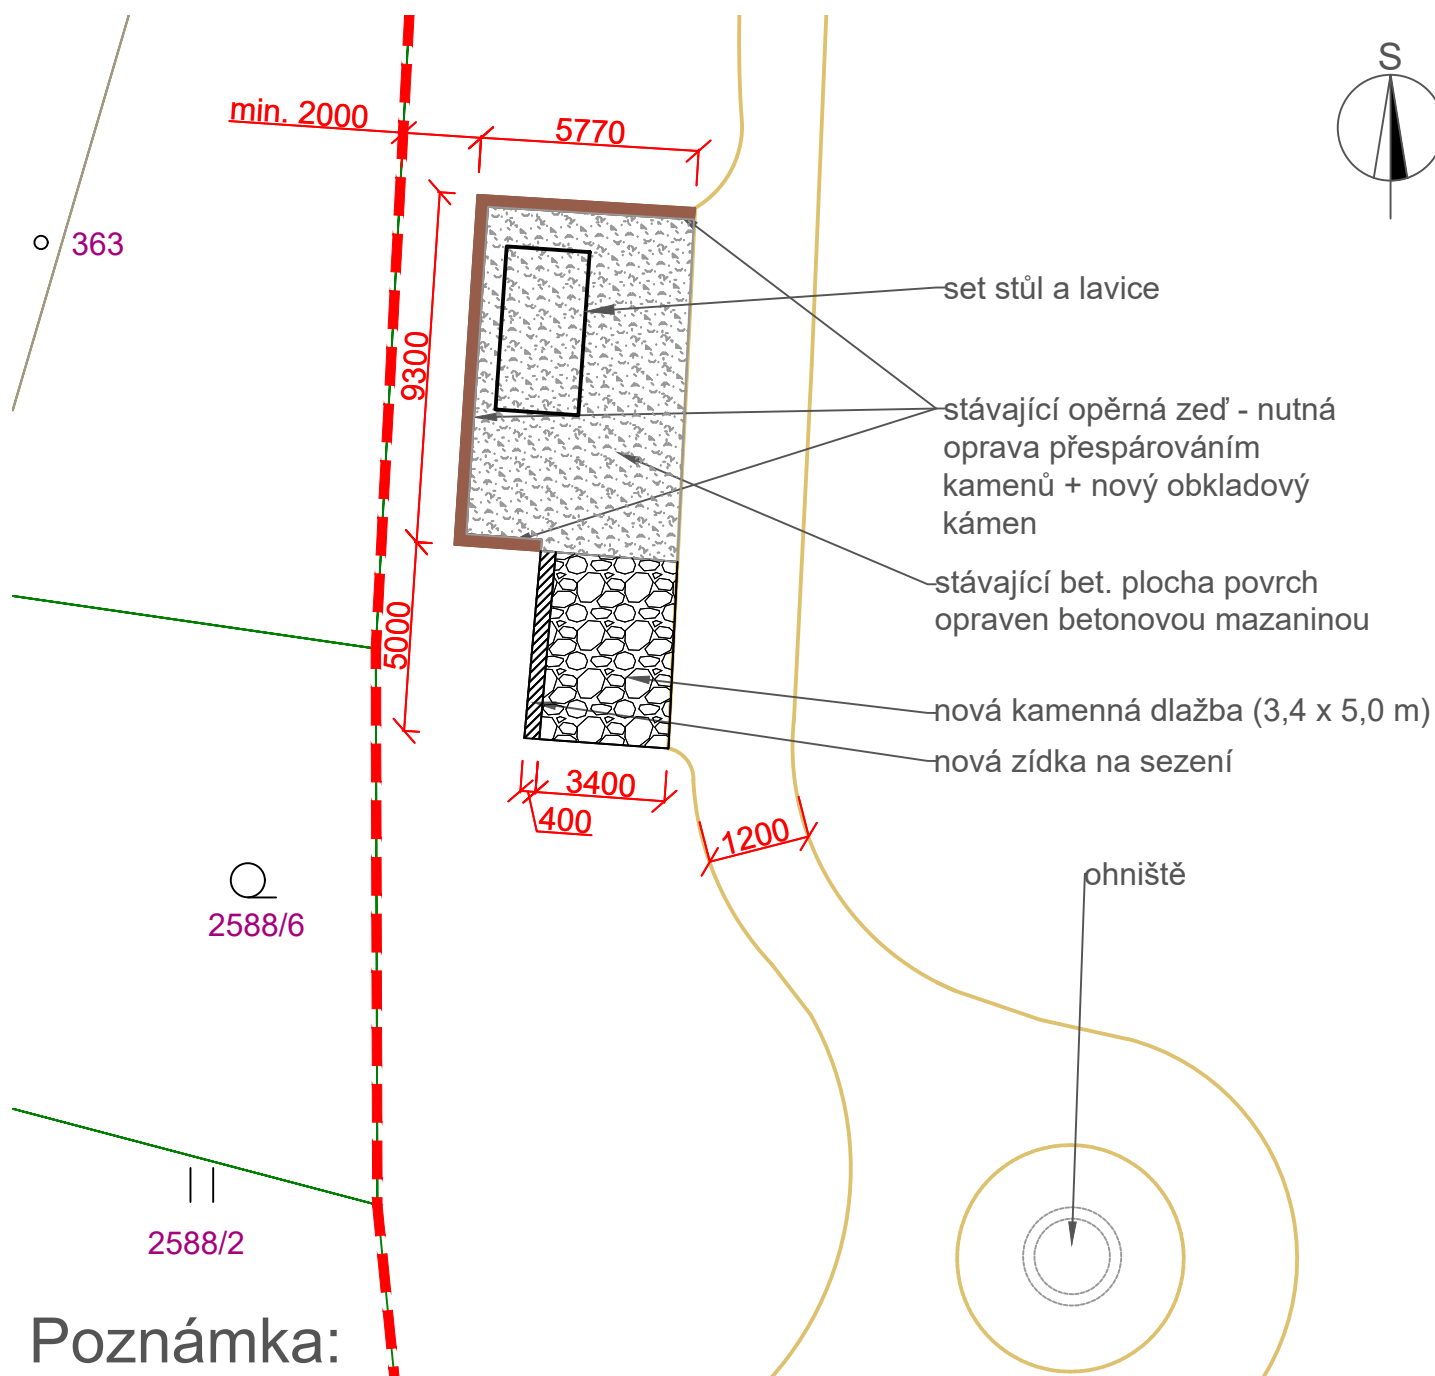 S
min. 2000
5770
363
set stůl a lavice
9300
stávající opěrná zeď - nutná
oprava přespárováním
kamenů + nový obkladový
kámen
stávající bet. plocha povrch
opraven betonovou mazaninou
5000
nová kamenná dlažba (3,4 x 5,0 m)
nová zídka na sezení
3400
400
1200
ohniště
2588/6
2588/2
Poznámka: